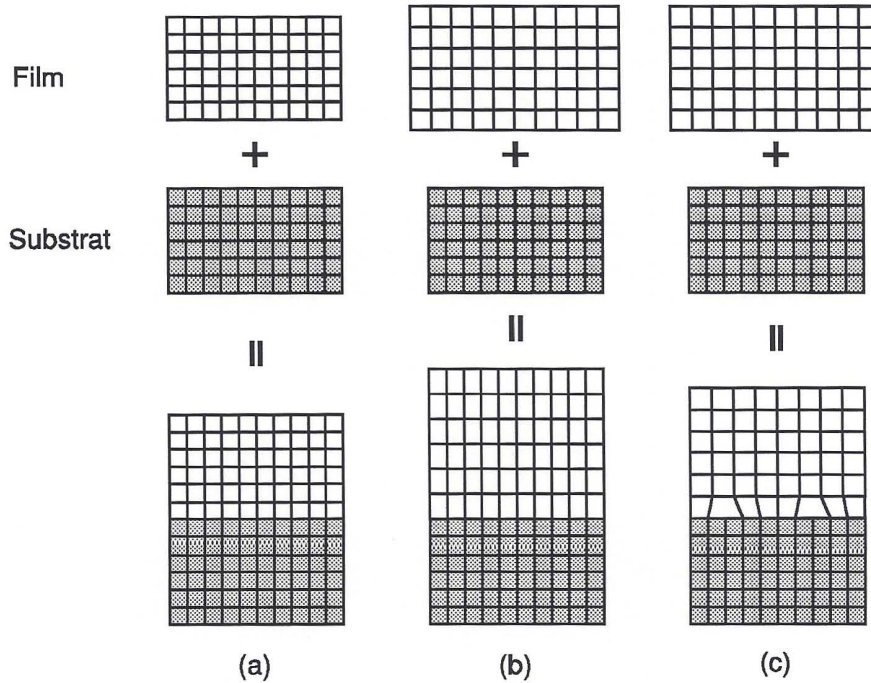 Film
+ + +
Substrat
= = =
(a) (b) (c)